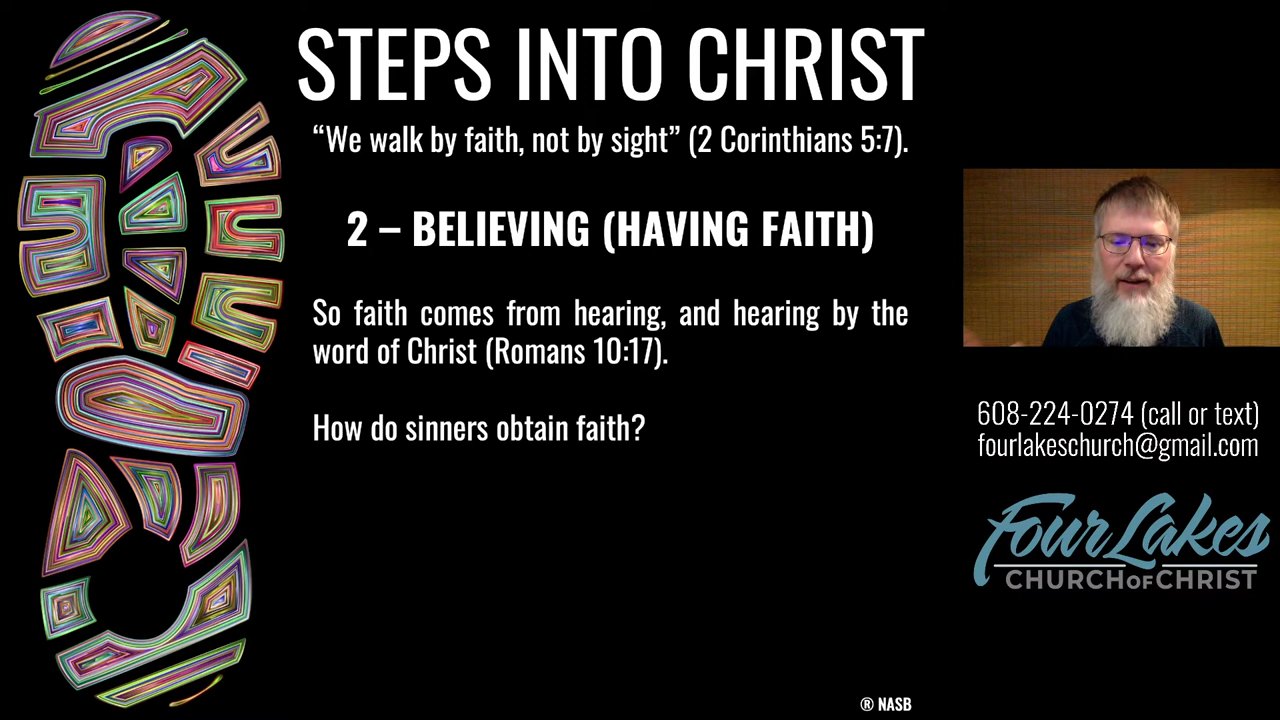 STEPS INTO CHRIST
“We walk by faith, not by sight” (2 Corinthians 5:7).
2 – BELIEVING (HAVING FAITH)
So faith comes from hearing, and hearing by the
word of Christ (Romans 10:17).
How do sinners obtain faith?
608-224-0274 (call or text)
fourlakeschurch@gmail.com
Four Lakes
CHURCH OF CHRIST
® NASB